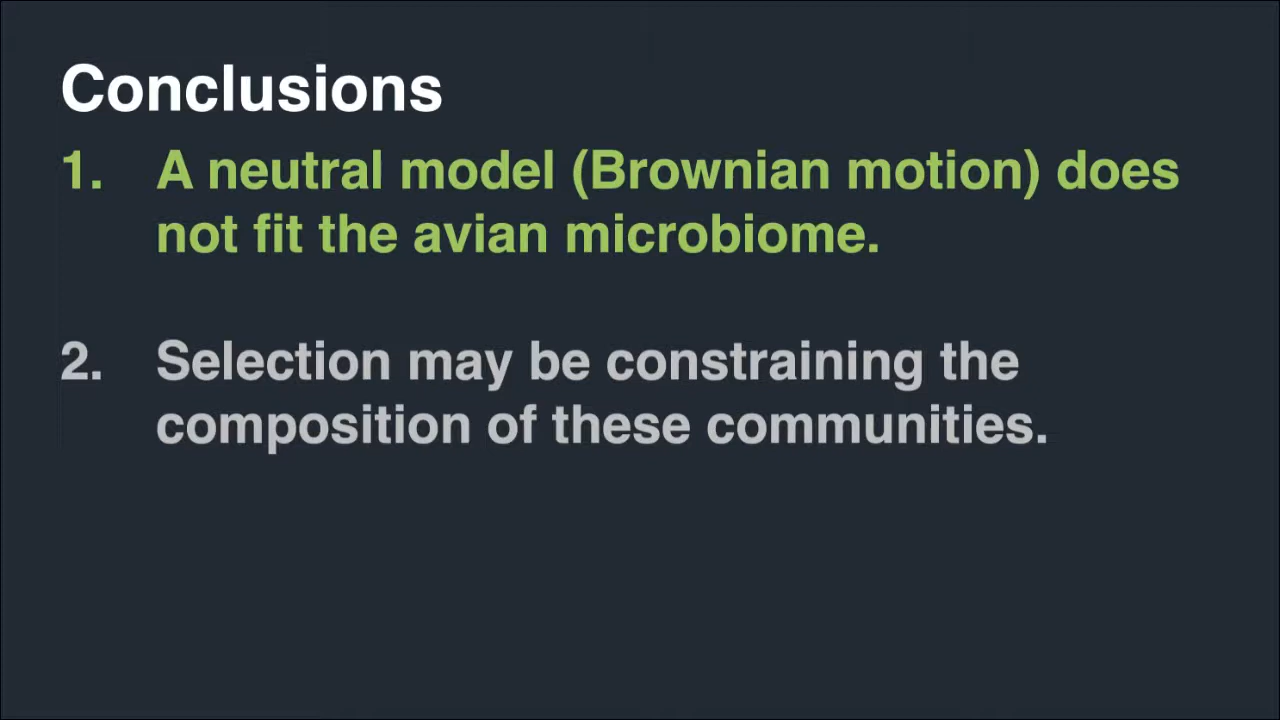 Conclusions
1. A neutral model (Brownian motion) does
not fit the avian microbiome.
2. Selection may be constraining the
composition of these communities.